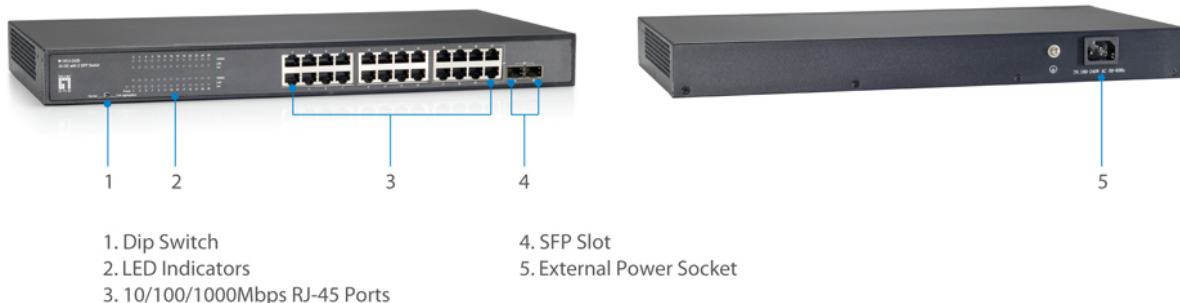 1
2
3
4
5
1. Dip Switch
2. LED Indicators
3. 10/100/1000Mbps RJ-45 Ports
4. SFP Slot
5. External Power Socket